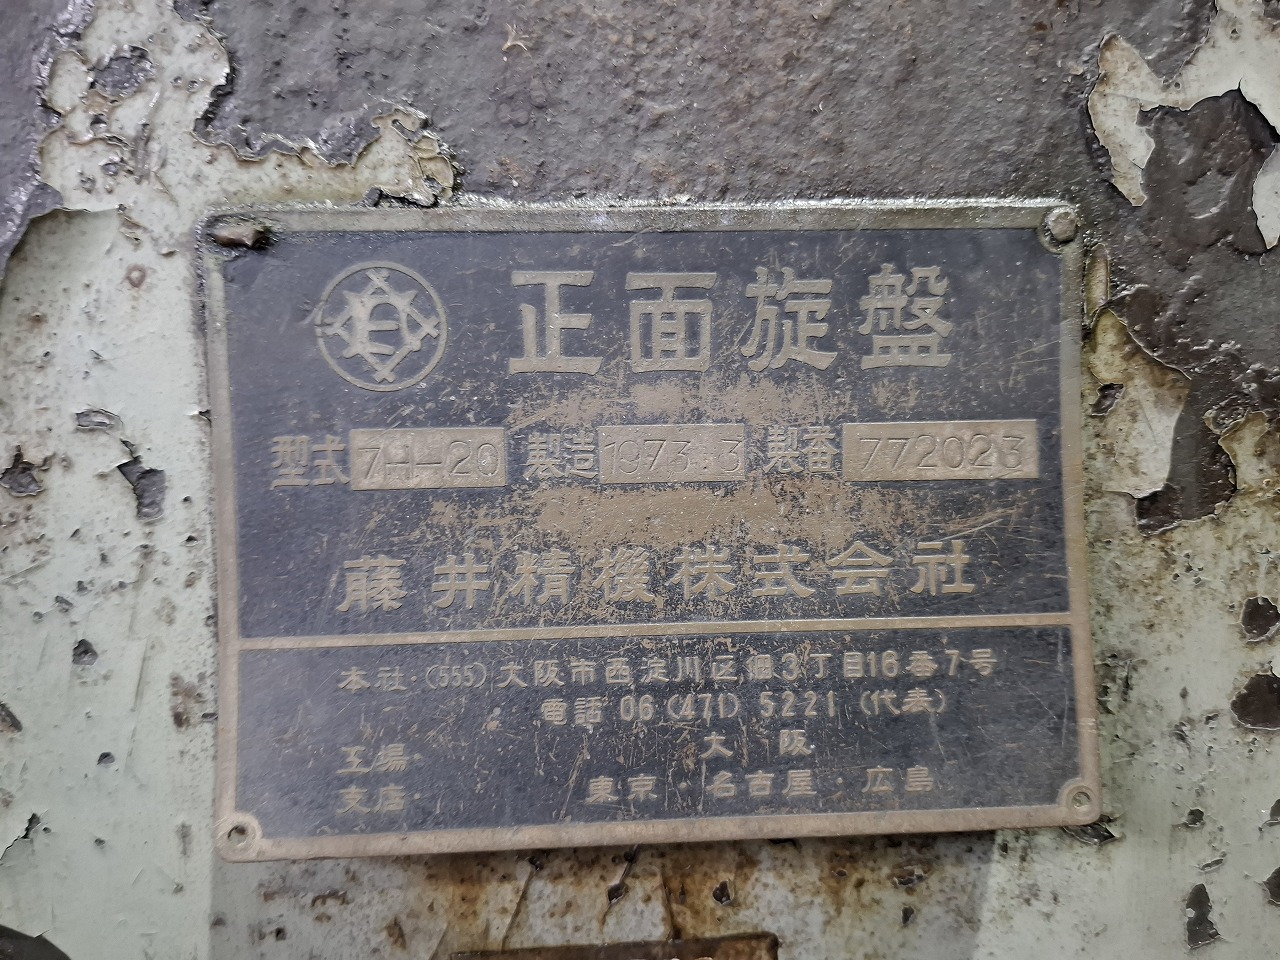 正面旋盤
型式 7H-20 製造 1973.3 製番 772023
藤井精機株式会社
本社・(555) 大阪市西淀川区佃3丁目16番7号
電話 06 (471) 5221 (代表)
工場・ 大阪
支店・ 東京・名古屋・広島